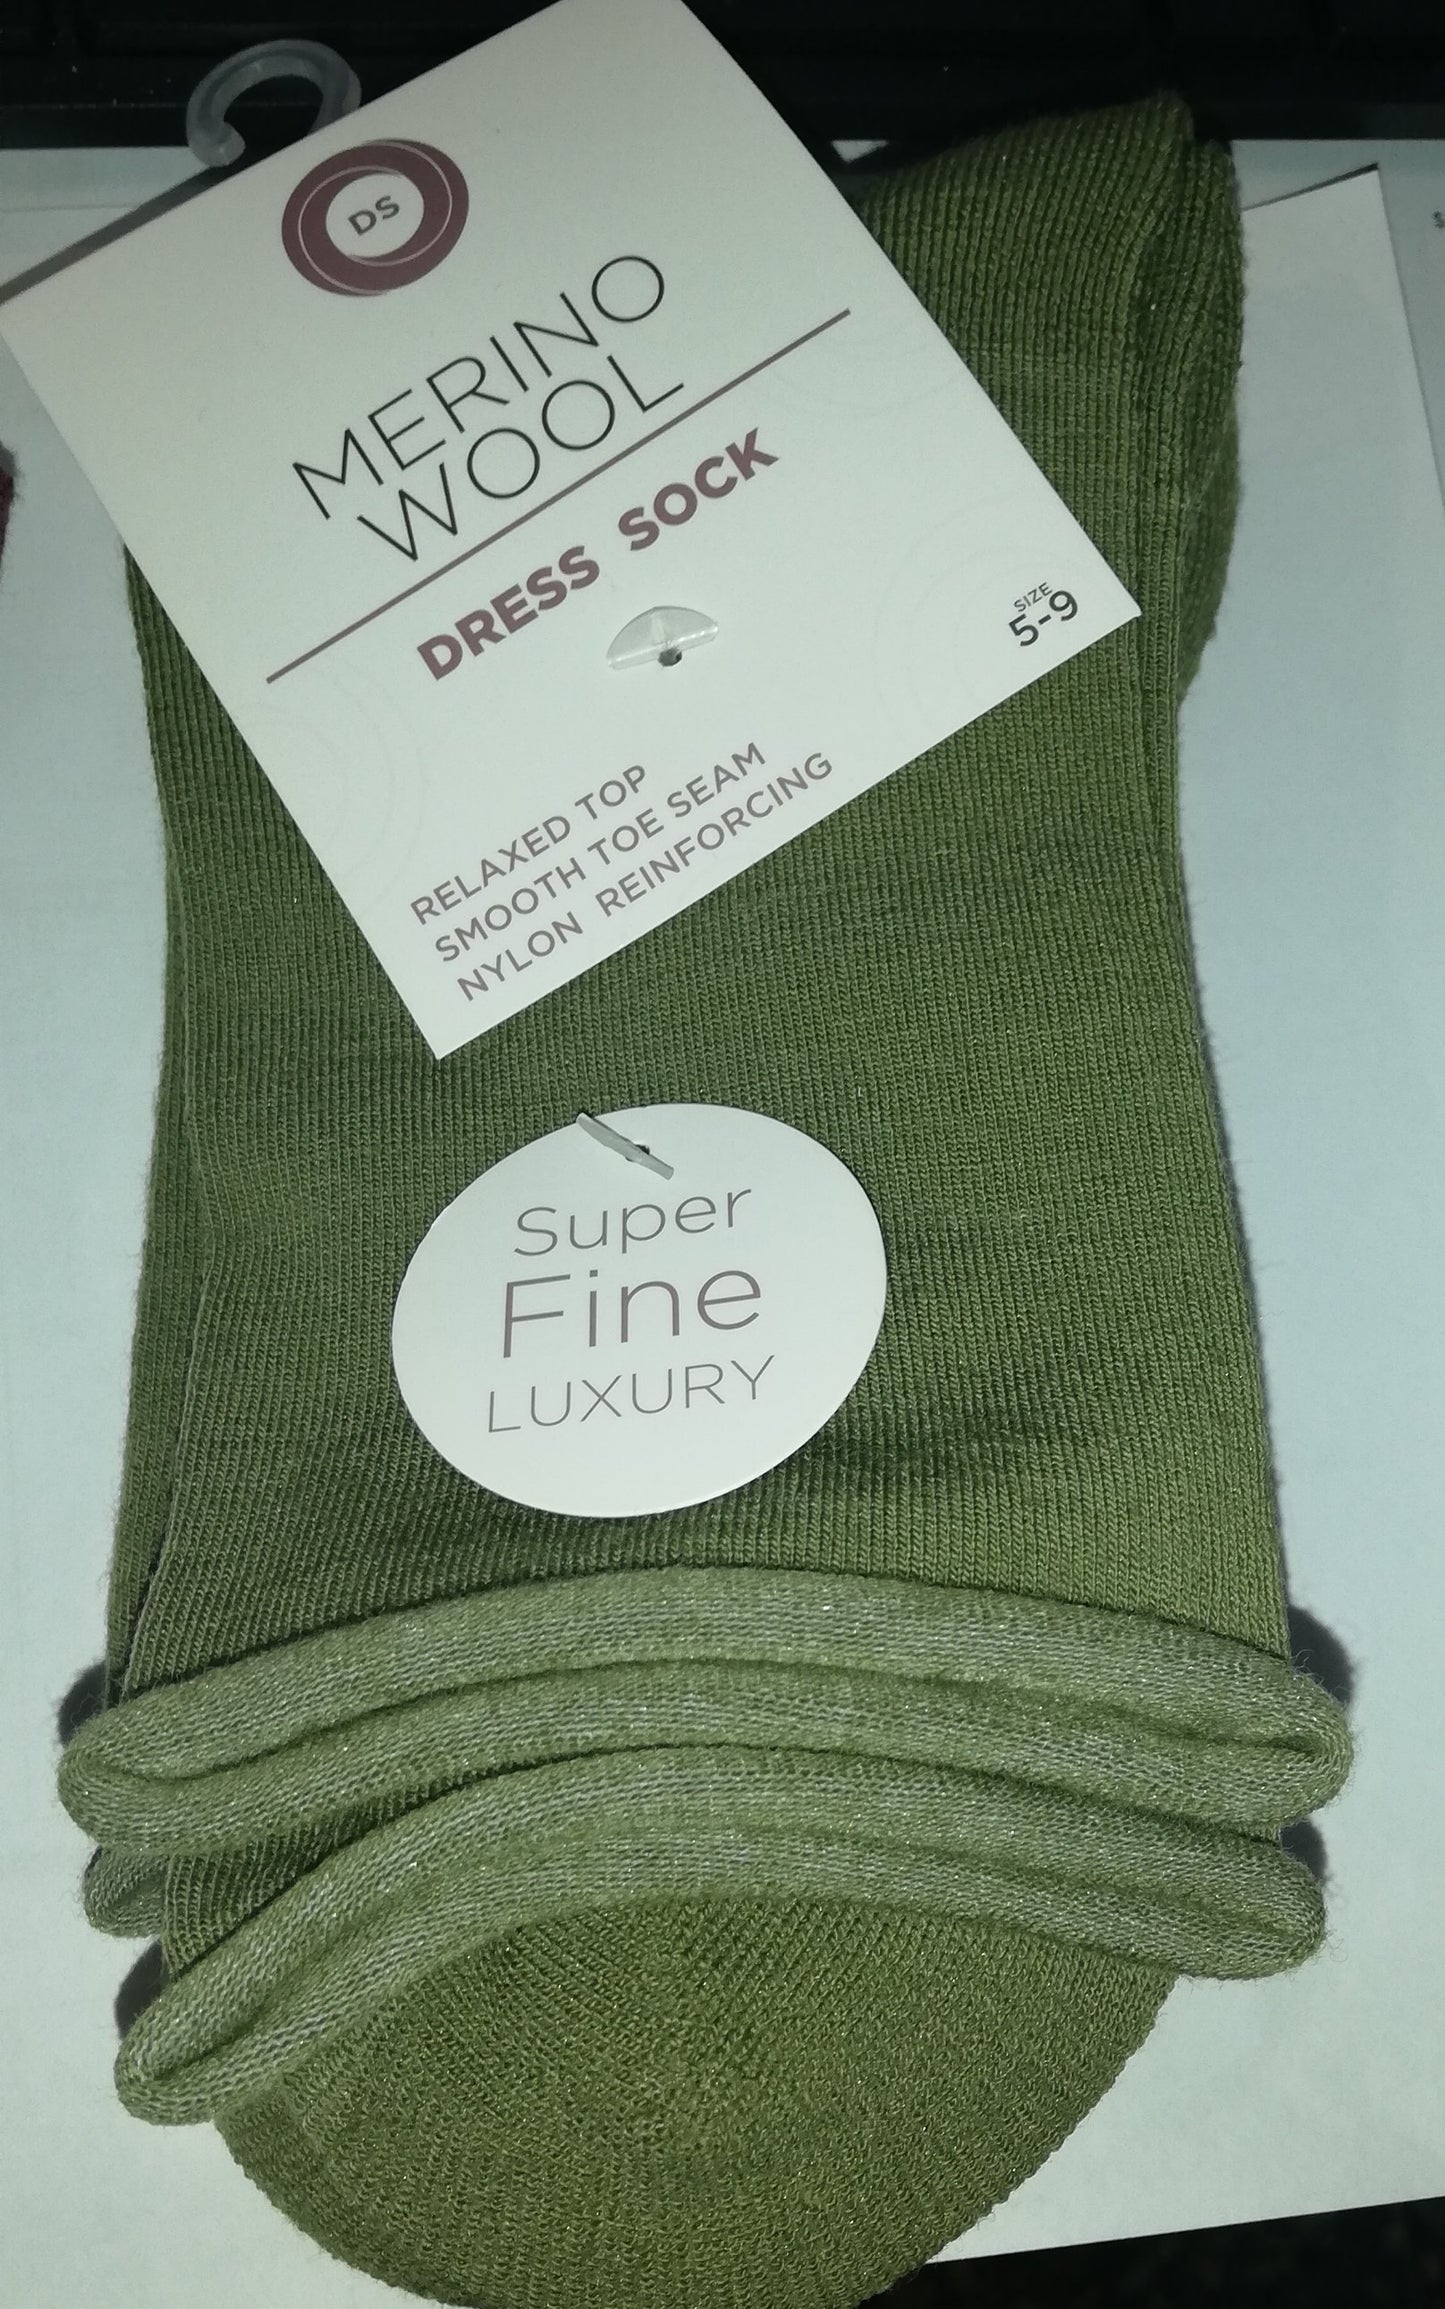 DS
MERINO
WOOL
DRESS SOCK
SIZE
5-9
RELAXED TOP
SMOOTH TOE SEAM
NYLON REINFORCING
Super
Fine
LUXURY